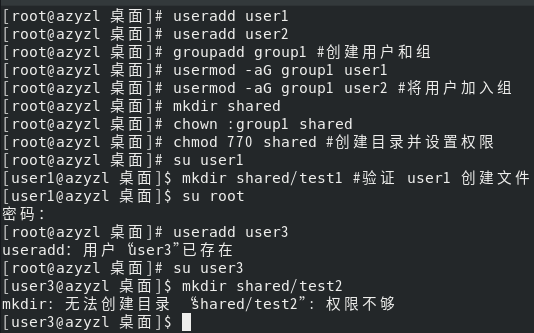 [root@azyzl 桌面]# useradd user1
[root@azyzl 桌面]# useradd user2
[root@azyzl 桌面]# groupadd group1 #创建用户和组
[root@azyzl 桌面]# usermod -aG group1 user1
[root@azyzl 桌面]# usermod -aG group1 user2 #将用户加入组
[root@azyzl 桌面]# mkdir shared
[root@azyzl 桌面]# chown :group1 shared
[root@azyzl 桌面]# chmod 770 shared #创建目录并设置权限
[root@azyzl 桌面]# su user1
[user1@azyzl 桌面]$ mkdir shared/test1 #验证 user1 创建文件
[user1@azyzl 桌面]$ su root
密码：
[root@azyzl 桌面]# useradd user3
useradd：用户“user3”已存在
[root@azyzl 桌面]# su user3
[user3@azyzl 桌面]$ mkdir shared/test2
mkdir: 无法创建目录 “shared/test2”: 权限不够
[user3@azyzl 桌面]$